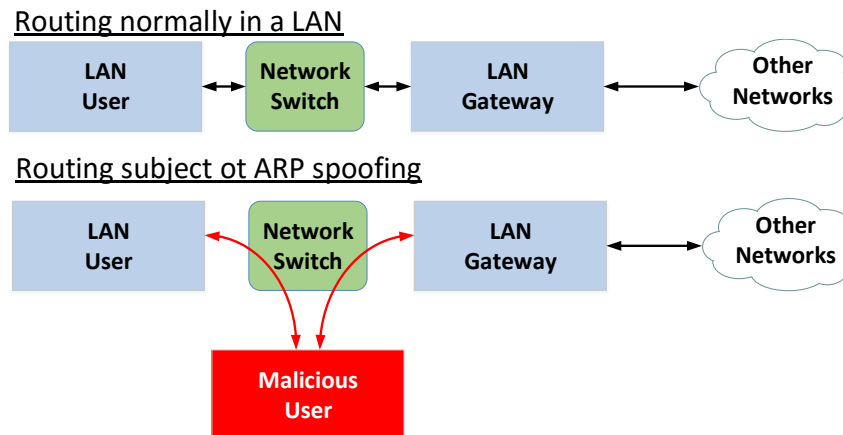 Routing normally in a LAN
LAN
User
Network
Switch
LAN
Gateway
Other
Networks
Routing subject ot ARP spoofing
LAN
User
Network
Switch
LAN
Gateway
Other
Networks
Malicious
User